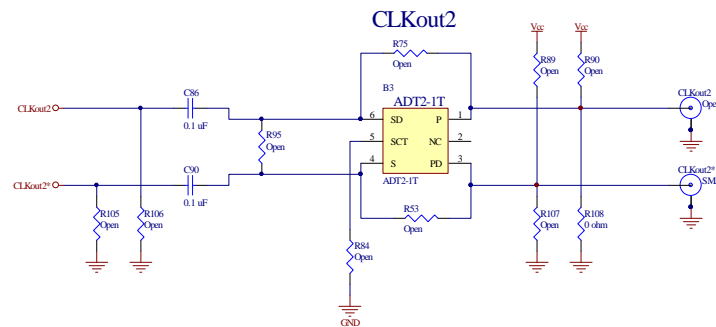 CLKout2
R75
Open
Vcc
Vcc
R89
Open
R90
Open
B3
ADT2-1T
CLKout2
Ope
C86
0.1 uF
CLKout2
6
SD
P
1
5
SCT
NC
2
4
S
PD
3
ADT2-1T
R95
Open
C90
0.1 uF
CLKout2*
CLKout2*
SM
R105
Open
R106
Open
R53
Open
R107
Open
R108
0 ohm
R84
Open
GND